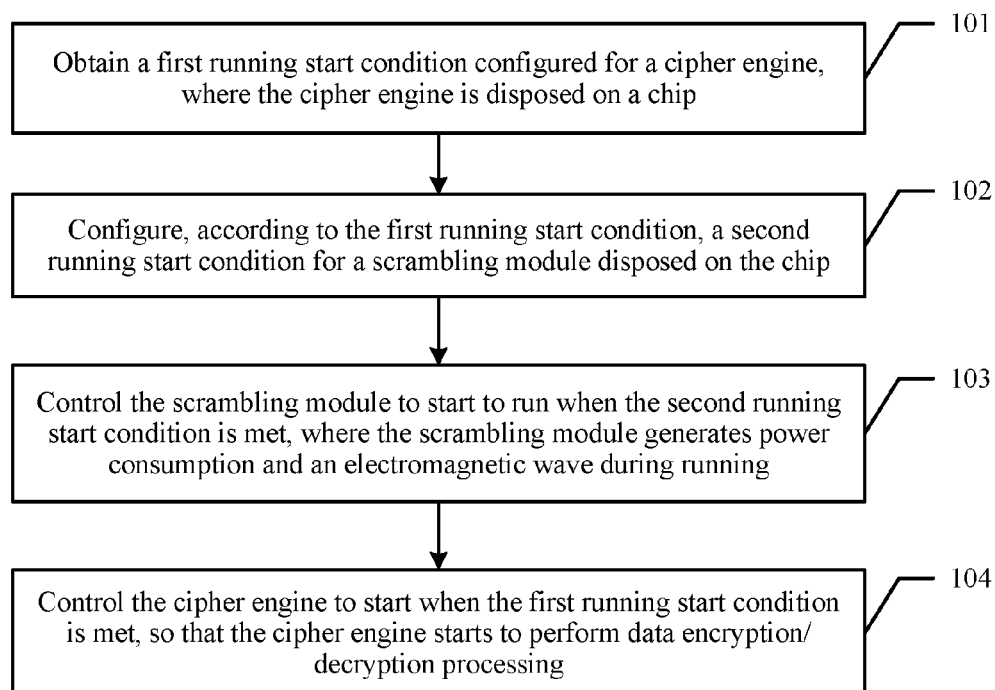 101
Obtain a first running start condition configured for a cipher engine,
where the cipher engine is disposed on a chip
102
Configure, according to the first running start condition, a second
running start condition for a scrambling module disposed on the chip
103
Control the scrambling module to start to run when the second running
start condition is met, where the scrambling module generates power
consumption and an electromagnetic wave during running
104
Control the cipher engine to start when the first running start condition
is met, so that the cipher engine starts to perform data encryption/
decryption processing